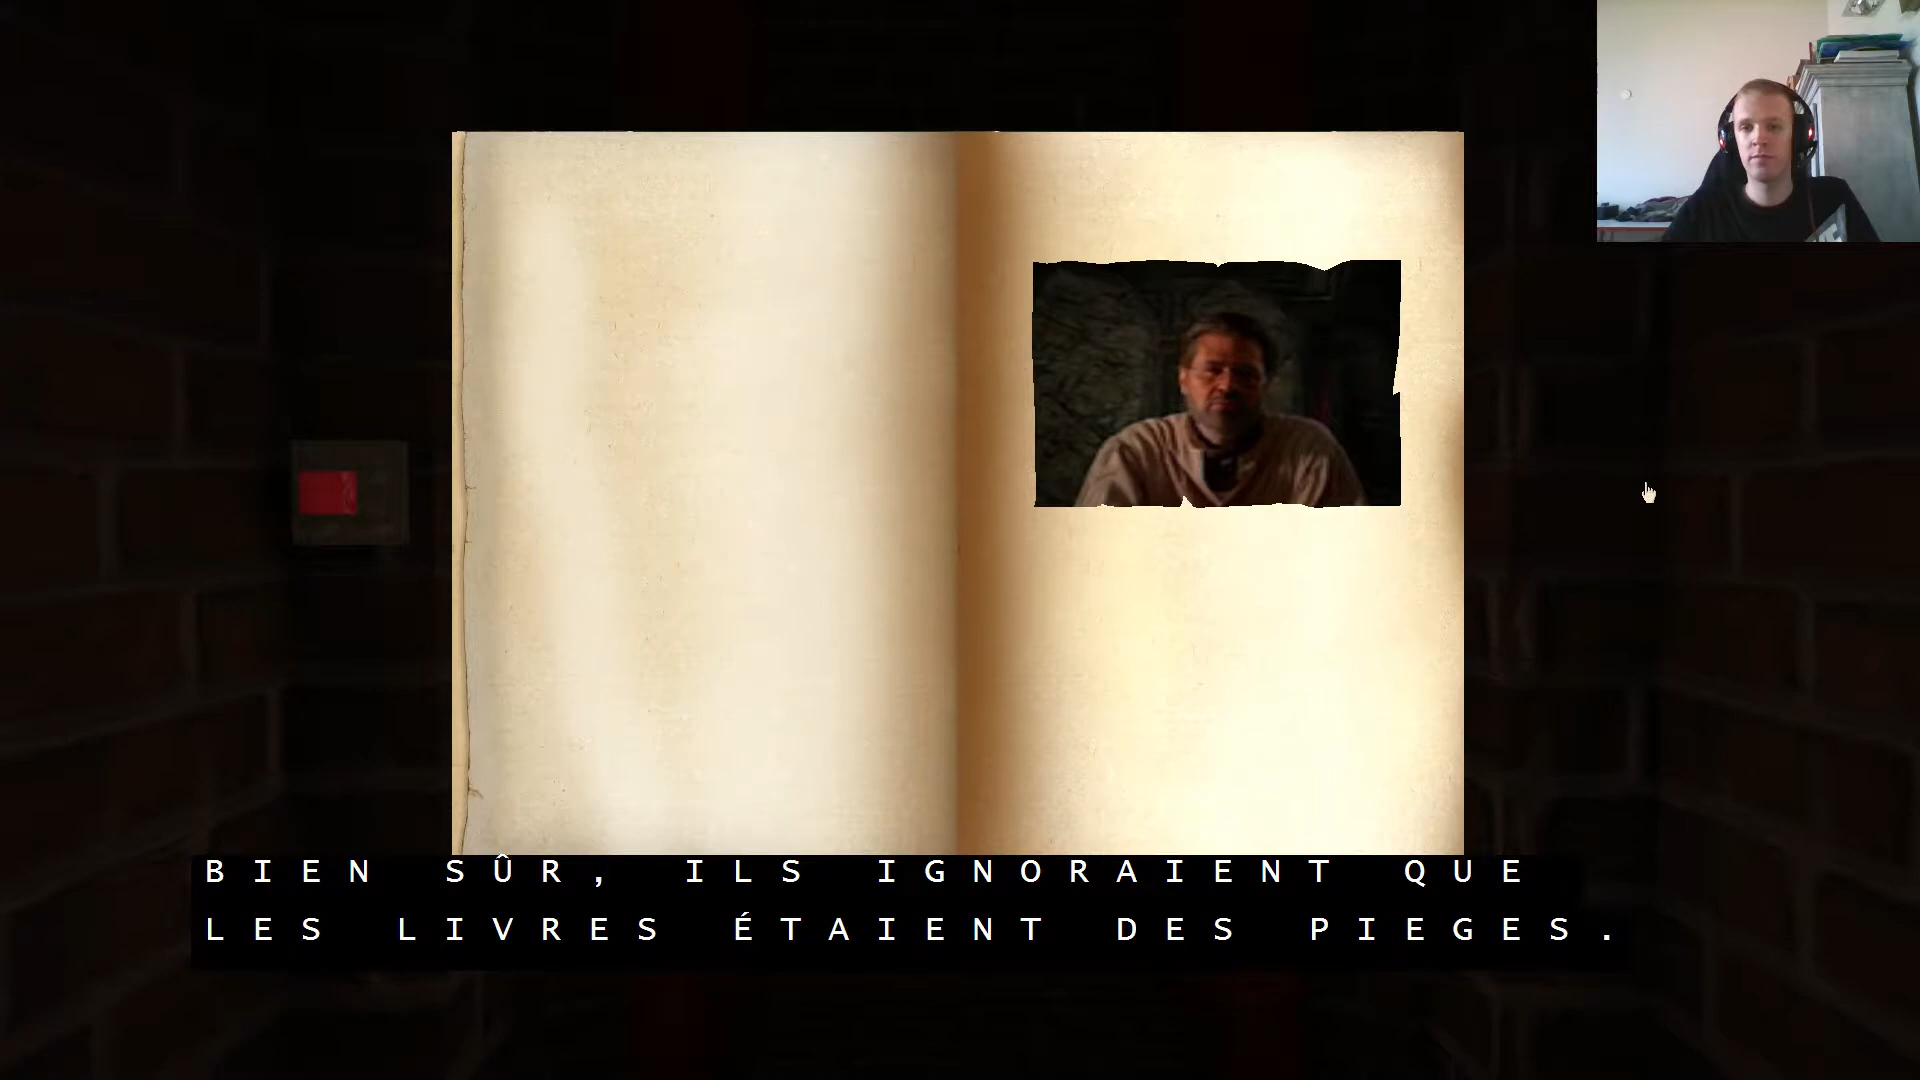 BIEN SÛR, ILS IGNORAIENT QUE
LES LIVRES ÉTAIENT DES PIEGES.